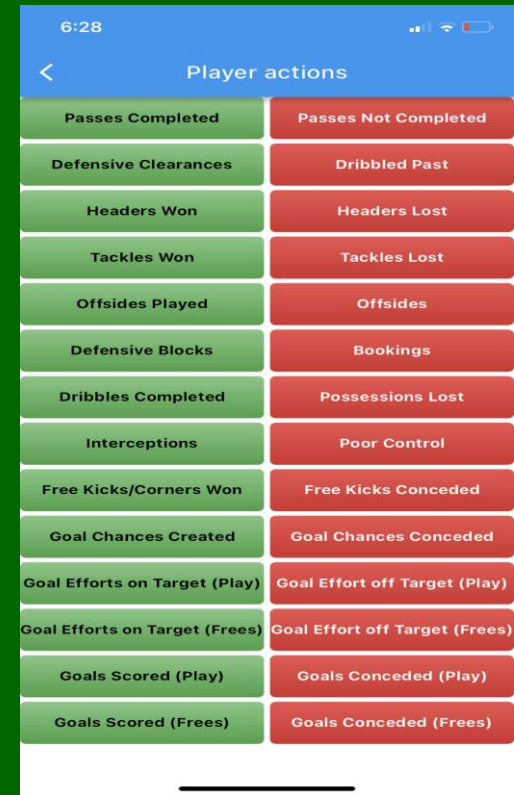 6:28
Player actions
Passes Completed Passes Not Completed
Defensive Clearances Dribbled Past
Headers Won Headers Lost
Tackles Won Tackles Lost
Offsides Played Offsides
Defensive Blocks Bookings
Dribbles Completed Possessions Lost
Interceptions Poor Control
Free Kicks/Corners Won Free Kicks Conceded
Goal Chances Created Goal Chances Conceded
Goal Efforts on Target (Play) Goal Effort off Target (Play)
Goal Efforts on Target (Frees) Goal Effort off Target (Frees)
Goals Scored (Play) Goals Conceded (Play)
Goals Scored (Frees) Goals Conceded (Frees)